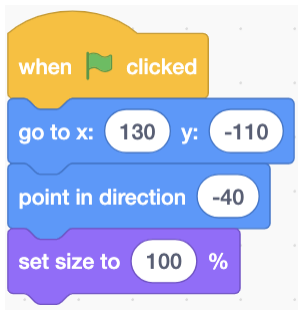 when clicked
go to x: 130 y: -110
point in direction -40
set size to 100 %